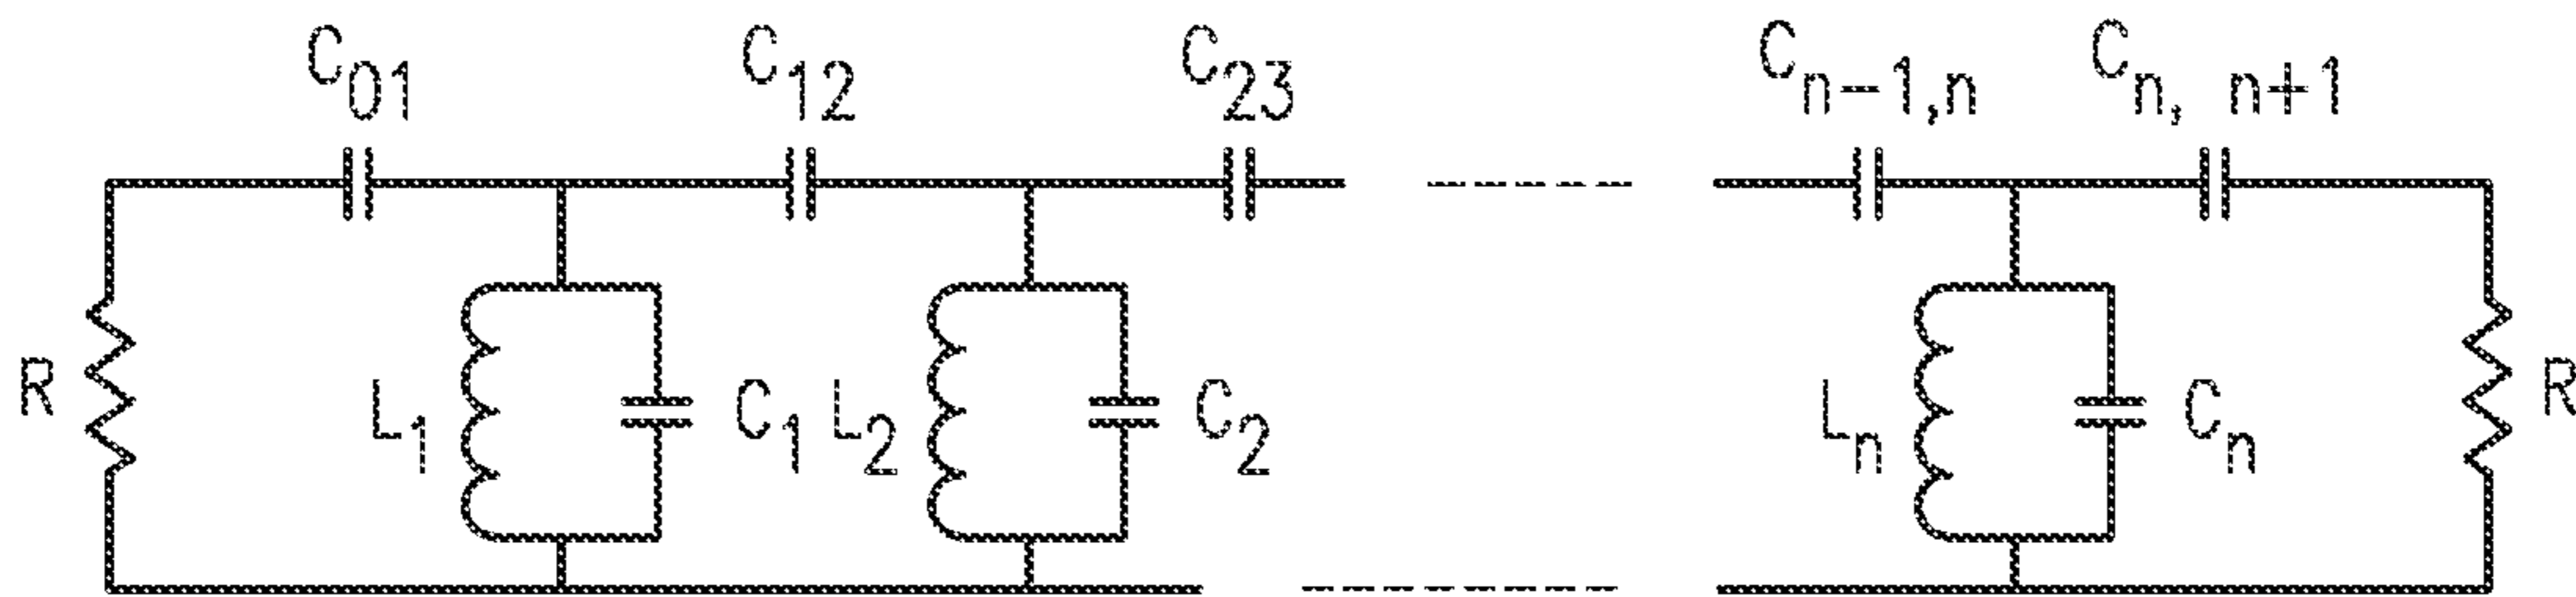 C01 C12 C23 Cn-1,n Cn, n+1
R L1 C1 L2 C2 Ln Cn R